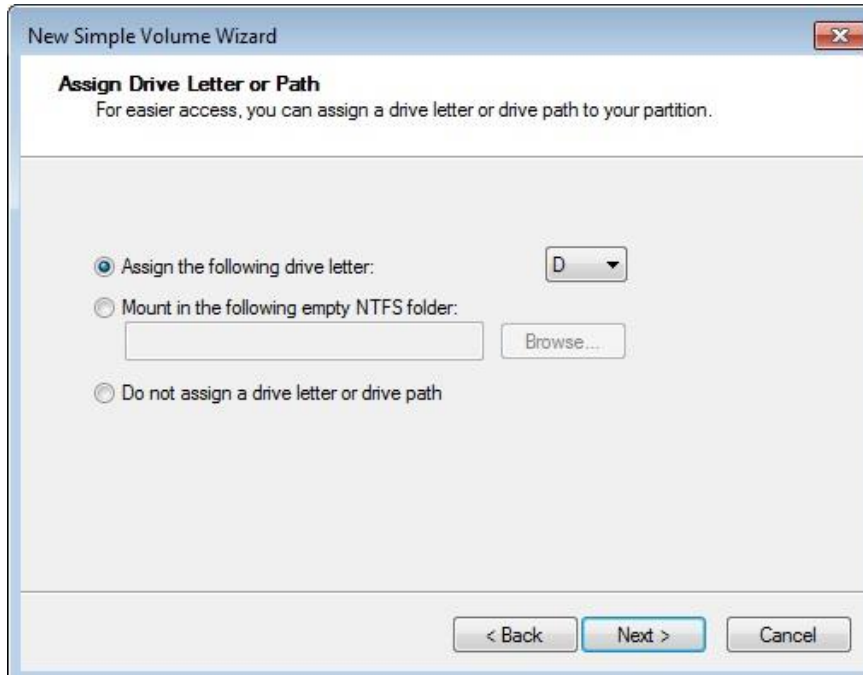 New Simple Volume Wizard
Assign Drive Letter or Path
For easier access, you can assign a drive letter or drive path to your partition.
Assign the following drive letter: D
Mount in the following empty NTFS folder:
Browse...
Do not assign a drive letter or drive path
< Back Next > Cancel